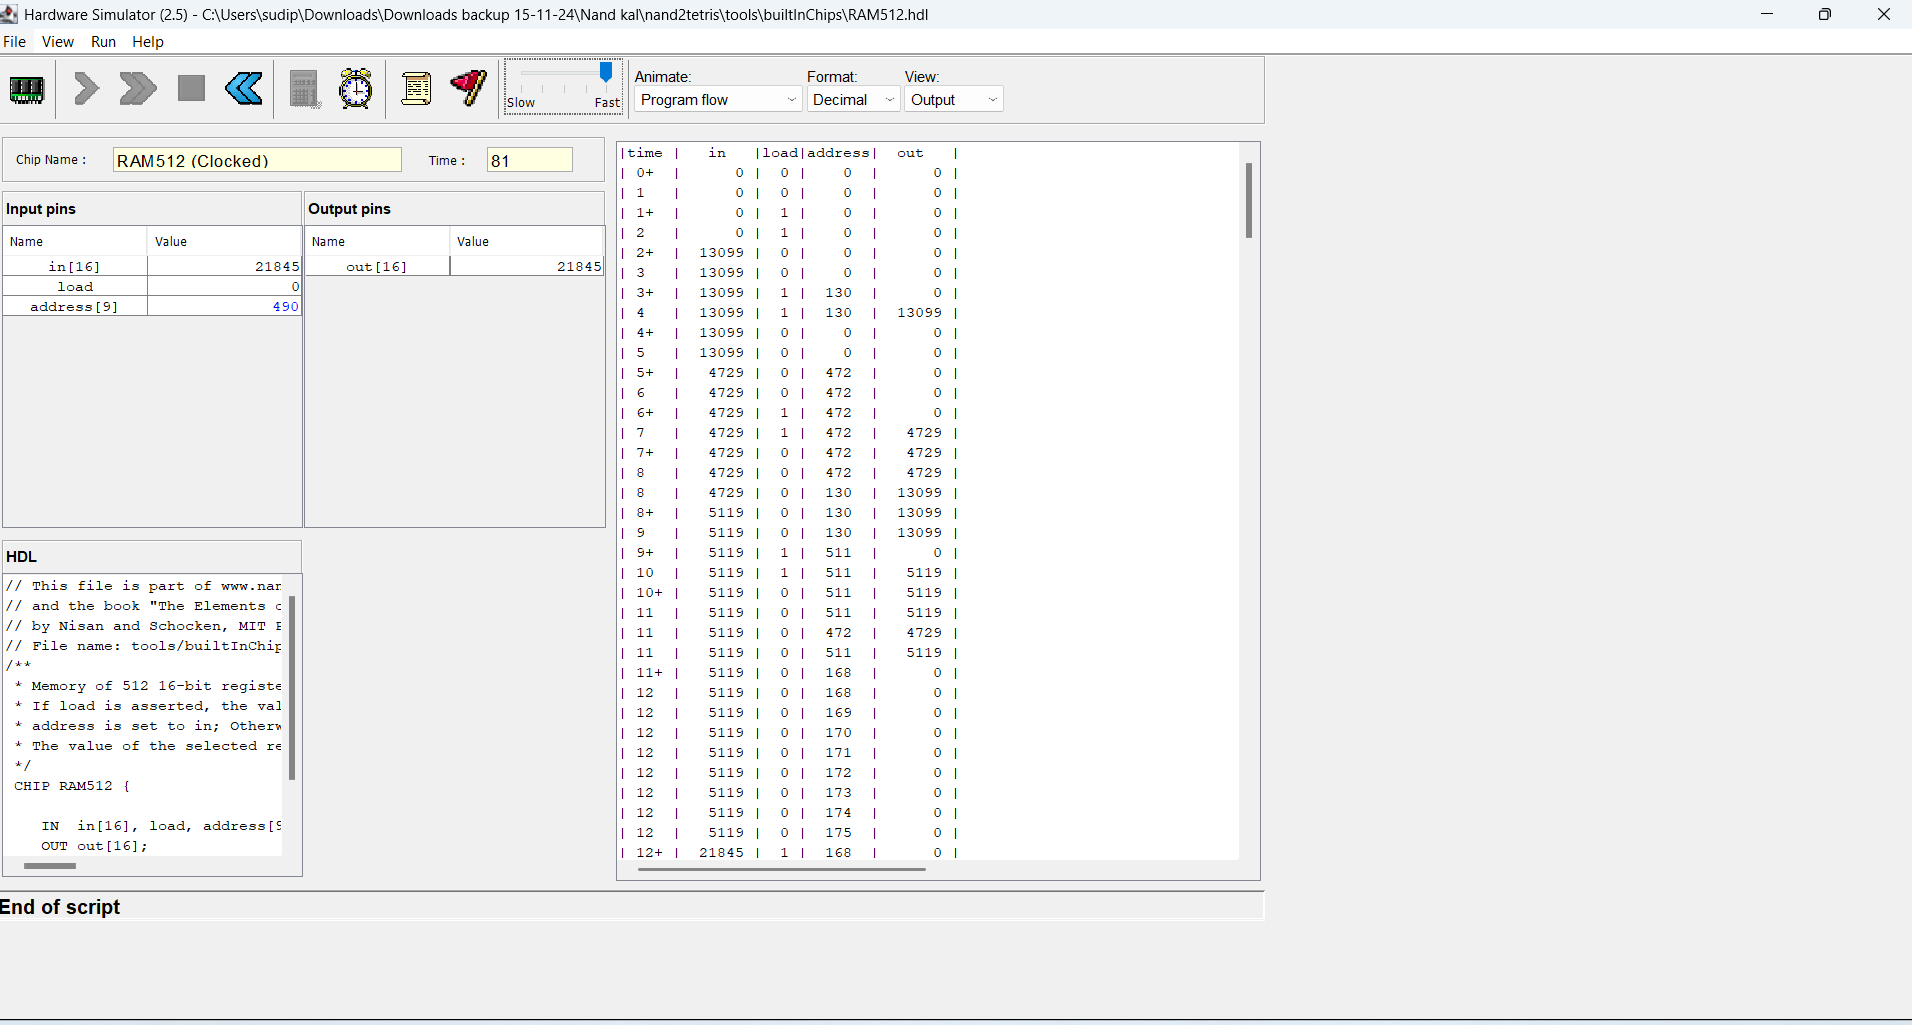 Hardware Simulator (2.5) - C:\Users\sudip\Downloads\Downloads backup 15-11-24\Nand kal\nand2tetris\tools\builtInChips\RAM512.hdl
File View Run Help
Slow Fast
Animate: Format: View:
Program flow Decimal Output
Chip Name : RAM512 (Clocked) Time : 81
Input pins
Name Value
in[16] 21845
load 0
address[9] 490
Output pins
Name Value
out[16] 21845
HDL
// This file is part of www.nan
// and the book "The Elements
// by Nisan and Schocken, MIT
// File name: tools/builtInChip
/**
* Memory of 512 16-bit registe
* If load is asserted, the val
* address is set to in; Otherw
* The value of the selected re
*/
CHIP RAM512 {
IN in[16], load, address[9
OUT out[16];
|time | in |load|address| out |
| 0+ | 0 | 0 | 0 | 0 |
| 1 | 0 | 0 | 0 | 0 |
| 1+ | 0 | 1 | 0 | 0 |
| 2 | 0 | 1 | 0 | 0 |
| 2+ | 13099 | 0 | 0 | 0 |
| 3 | 13099 | 0 | 0 | 0 |
| 3+ | 13099 | 1 | 130 | 0 |
| 4 | 13099 | 1 | 130 | 13099 |
| 4+ | 13099 | 0 | 0 | 0 |
| 5 | 13099 | 0 | 0 | 0 |
| 5+ | 4729 | 0 | 472 | 0 |
| 6 | 4729 | 0 | 472 | 0 |
| 6+ | 4729 | 1 | 472 | 0 |
| 7 | 4729 | 1 | 472 | 4729 |
| 7+ | 4729 | 0 | 472 | 4729 |
| 8 | 4729 | 0 | 472 | 4729 |
| 8 | 4729 | 0 | 130 | 13099 |
| 8+ | 5119 | 0 | 130 | 13099 |
| 9 | 5119 | 0 | 130 | 13099 |
| 9+ | 5119 | 1 | 511 | 0 |
| 10 | 5119 | 1 | 511 | 5119 |
| 10+ | 5119 | 0 | 511 | 5119 |
| 11 | 5119 | 0 | 511 | 5119 |
| 11 | 5119 | 0 | 472 | 4729 |
| 11 | 5119 | 0 | 511 | 5119 |
| 11+ | 5119 | 0 | 168 | 0 |
| 12 | 5119 | 0 | 168 | 0 |
| 12 | 5119 | 0 | 169 | 0 |
| 12 | 5119 | 0 | 170 | 0 |
| 12 | 5119 | 0 | 171 | 0 |
| 12 | 5119 | 0 | 172 | 0 |
| 12 | 5119 | 0 | 173 | 0 |
| 12 | 5119 | 0 | 174 | 0 |
| 12 | 5119 | 0 | 175 | 0 |
| 12+ | 21845 | 1 | 168 | 0 |
End of script